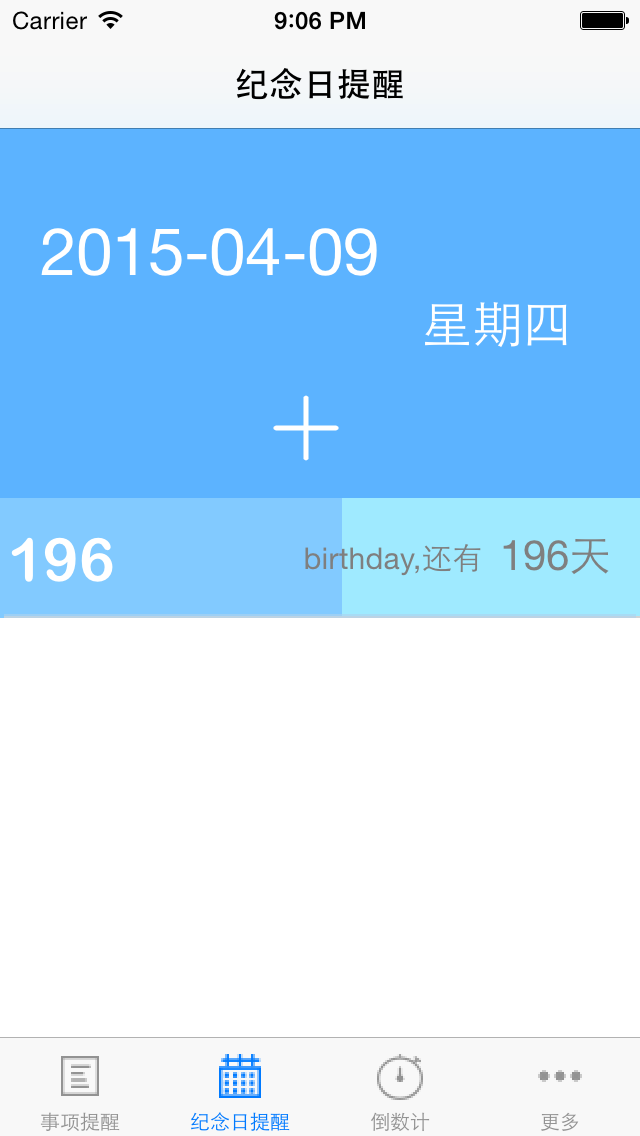 Carrier 9:06 PM
纪念日提醒
2015-04-09
星期四
196 birthday,还有 196天
事项提醒 纪念日提醒 倒数计 更多